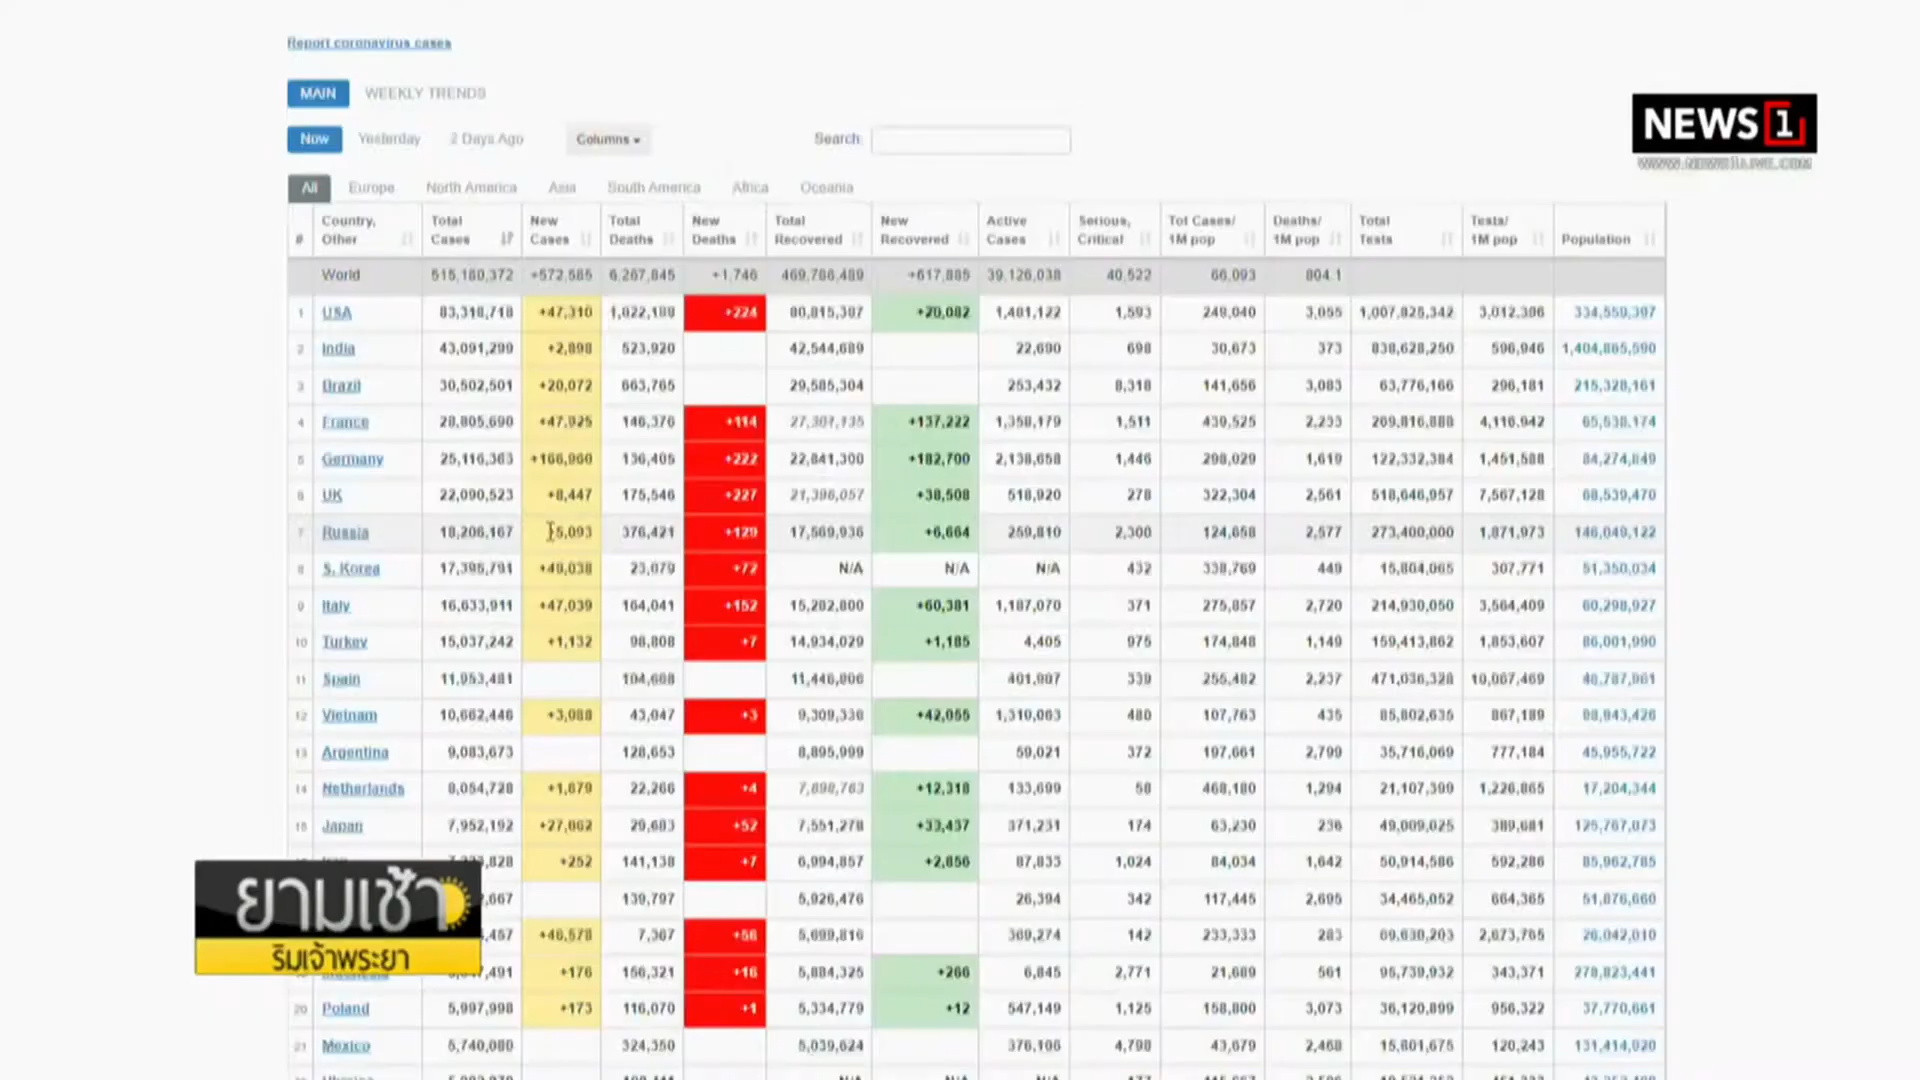 Report coronavirus cases
MAIN WEEKLY TRENDS
NEWS 1
Now Yesterday 2 Days Ago Columns Search:
All Europe North America Asia South America Africa Oceania
# Country, Other Total Cases New Cases Total Deaths New Deaths Total Recovered New Recovered Active Cases Serious, Critical Tot Cases/ 1M pop Deaths/ 1M pop Total Tests Tests/ 1M pop Population
World 515,180,372 +572,585 6,267,845 +1,746 469,786,489 +617,885 39,126,038 40,522 66,093 804.1
1 USA 83,318,718 +47,310 1,022,189 +224 80,815,387 +20,082 1,481,122 1,593 249,040 3,055 1,007,825,342 3,012,386 334,559,387
2 India 43,091,299 +2,898 523,920 42,544,689 22,690 698 30,673 373 838,628,250 596,946 1,404,865,590
3 Brazil 30,502,501 +20,072 663,765 29,585,304 253,432 8,318 141,656 3,083 63,776,166 296,181 215,328,161
4 France 28,805,690 +47,925 146,376 +114 27,307,135 +137,222 1,358,179 1,511 439,525 2,233 269,816,888 4,116,942 65,538,174
5 Germany 25,116,363 +166,960 136,405 +222 22,841,300 +182,700 2,138,658 1,446 298,029 1,619 122,332,384 1,451,588 84,274,849
6 UK 22,090,523 +8,447 175,546 +227 21,396,057 +38,508 518,920 278 322,304 2,561 518,646,957 7,567,128 68,539,470
7 Russia 18,206,167 5,093 376,421 +129 17,569,936 +6,664 259,810 2,300 124,658 2,577 273,400,000 1,871,973 146,049,122
8 S. Korea 17,395,791 +49,038 23,079 +72 N/A N/A N/A 432 338,769 449 15,804,065 307,771 51,350,034
9 Italy 16,633,911 +47,039 164,041 +152 15,282,800 +60,381 1,187,070 371 275,857 2,720 214,930,050 3,564,409 60,298,927
10 Turkey 15,037,242 +1,132 98,808 +7 14,934,029 +1,185 4,405 975 174,848 1,149 159,413,862 1,853,607 86,001,990
11 Spain 11,953,481 104,668 11,446,806 401,907 339 255,482 2,237 471,036,328 10,067,469 46,787,961
12 Vietnam 10,662,446 +3,088 43,047 +3 9,309,336 +42,055 1,310,063 480 107,763 435 85,802,635 867,189 98,943,426
13 Argentina 9,083,673 128,653 8,895,999 59,021 372 197,661 2,799 35,716,069 777,184 45,955,722
14 Netherlands 8,054,728 +1,679 22,266 +4 7,898,763 +12,318 133,699 58 468,180 1,294 21,107,399 1,226,865 17,204,344
15 Japan 7,952,192 +27,062 29,683 +52 7,551,278 +33,437 371,231 174 63,230 236 49,009,025 389,681 125,767,073
,828 +252 141,138 +7 6,994,857 +2,856 87,833 1,024 84,034 1,642 50,914,586 592,286 85,962,785
,667 139,797 5,926,476 26,394 342 117,445 2,695 34,465,052 664,365 51,876,660
,457 +46,578 7,367 +56 5,699,816 369,274 142 233,333 283 69,630,203 2,673,765 26,042,010
,491 +176 156,321 +16 5,884,325 +266 6,845 2,771 21,689 561 95,739,932 343,371 278,823,441
ยามเช้า
ริมเจ้าพระยา
20 Poland 5,997,998 +173 116,070 +1 5,334,779 +12 547,149 1,125 158,800 3,073 36,120,899 956,322 37,770,661
21 Mexico 5,740,080 324,350 5,039,624 376,106 4,798 43,679 2,468 15,801,675 120,243 131,414,020